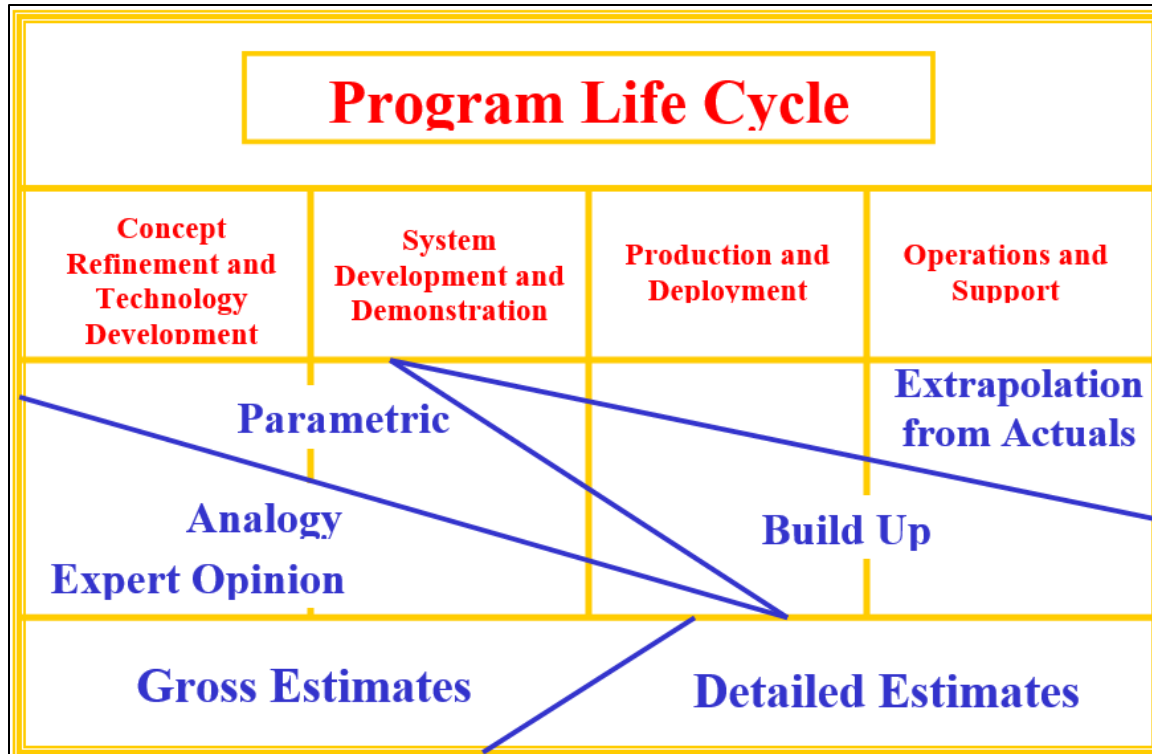 Program Life Cycle
Concept
Refinement and
Technology
Development
System
Development and
Demonstration
Production and
Deployment
Operations and
Support
Parametric
Extrapolation
from Actuals
Analogy
Build Up
Expert Opinion
Gross Estimates
Detailed Estimates